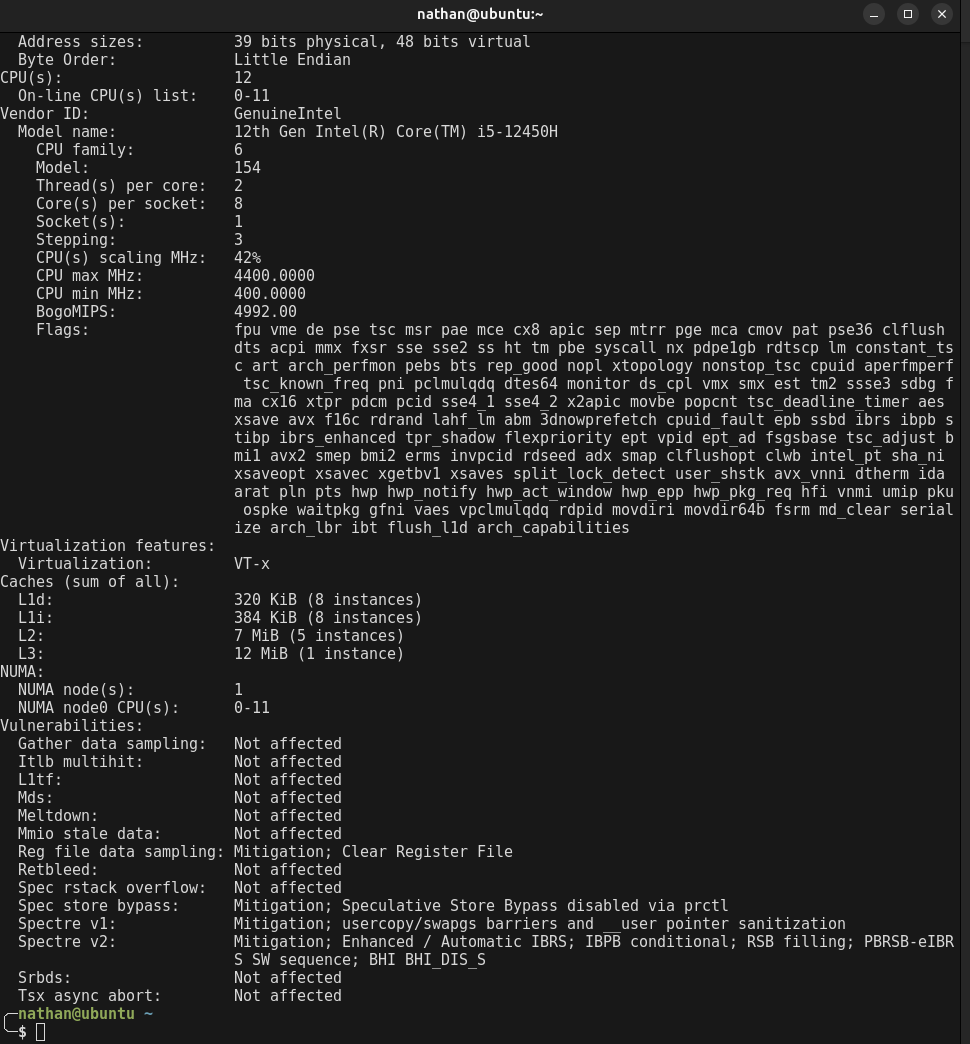 nathan@ubuntu:~
Address sizes: 39 bits physical, 48 bits virtual
Byte Order: Little Endian
CPU(s): 12
On-line CPU(s) list: 0-11
Vendor ID: GenuineIntel
Model name: 12th Gen Intel(R) Core(TM) i5-12450H
CPU family: 6
Model: 154
Thread(s) per core: 2
Core(s) per socket: 8
Socket(s): 1
Stepping: 3
CPU(s) scaling MHz: 42%
CPU max MHz: 4400.0000
CPU min MHz: 400.0000
BogoMIPS: 4992.00
Flags: fpu vme de pse tsc msr pae mce cx8 apic sep mtrr pge mca cmov pat pse36 clflush
dts acpi mmx fxsr sse sse2 ss ht tm pbe syscall nx pdpe1gb rdtscp lm constant_ts
c art arch_perfmon pebs bts rep_good nopl xtopology nonstop_tsc cpuid aperfmperf
tsc_known_freq pni pclmulqdq dtes64 monitor ds_cpl vmx smx est tm2 ssse3 sdbg f
ma cx16 xtpr pdcm pcid sse4_1 sse4_2 x2apic movbe popcnt tsc_deadline_timer aes
xsave avx f16c rdrand lahf_lm abm 3dnowprefetch cpuid_fault epb ssbd ibrs ibpb s
tibp ibrs_enhanced tpr_shadow flexpriority ept vpid ept_ad fsgsbase tsc_adjust b
mi1 avx2 smep bmi2 erms invpcid rdseed adx smap clflushopt clwb intel_pt sha_ni
xsaveopt xsavec xgetbv1 xsaves split_lock_detect user_shstk avx_vnni dtherm ida
arat pln pts hwp hwp_notify hwp_act_window hwp_epp hwp_pkg_req hfi vnmi umip pku
ospke waitpkg gfni vaes vpclmulqdq rdpid movdiri movdir64b fsrm md_clear serial
ize arch_lbr ibt flush_l1d arch_capabilities
Virtualization features:
Virtualization: VT-x
Caches (sum of all):
L1d: 320 KiB (8 instances)
L1i: 384 KiB (8 instances)
L2: 7 MiB (5 instances)
L3: 12 MiB (1 instance)
NUMA:
NUMA node(s): 1
NUMA node0 CPU(s): 0-11
Vulnerabilities:
Gather data sampling: Not affected
Itlb multihit: Not affected
L1tf: Not affected
Mds: Not affected
Meltdown: Not affected
Mmio stale data: Not affected
Reg file data sampling: Mitigation; Clear Register File
Retbleed: Not affected
Spec rstack overflow: Not affected
Spec store bypass: Mitigation; Speculative Store Bypass disabled via prctl
Spectre v1: Mitigation; usercopy/swapgs barriers and __user pointer sanitization
Spectre v2: Mitigation; Enhanced / Automatic IBRS; IBPB conditional; RSB filling; PBRSB-eIBR
S SW sequence; BHI BHI_DIS_S
Srbds: Not affected
Tsx async abort: Not affected
nathan@ubuntu ~
$